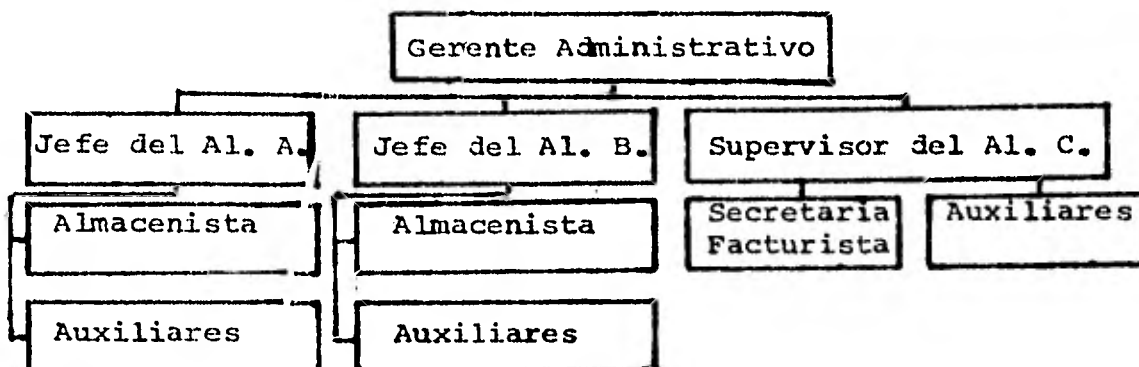 Gerente Administrativo
Jefe del Al. A.
Jefe del Al. B.
Supervisor del Al. C.
Almacenista
Almacenista
Secretaria
Facturista
Auxiliares
Auxiliares
Auxiliares